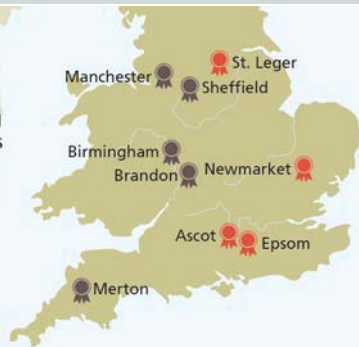 St. Leger
Manchester
Sheffield
s
Birmingham
Brandon
Newmarket
Ascot
Epsom
Merton